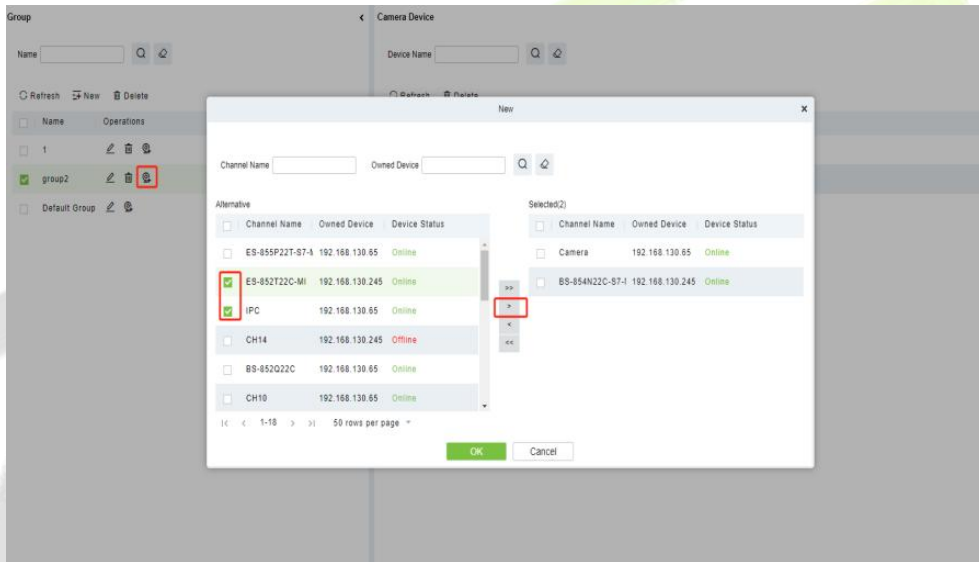 Group < Camera Device
Name
Device Name
Refresh New Delete
Refresh Delete
Name Operations
1
group2
Default Group
New x
Channel Name Owned Device
Alternative
Channel Name Owned Device Device Status
ES-855P22T-S7-M 192.168.130.65 Online
ES-852T22C-MI 192.168.130.245 Online
IPC 192.168.130.65 Online
CH14 192.168.130.245 Offline
BS-852Q22C 192.168.130.65 Online
CH10 192.168.130.65 Online
|< < 1-18 > >| 50 rows per page
>>
>
<
<<
Selected(2)
Channel Name Owned Device Device Status
Camera 192.168.130.65 Online
BS-854N22C-S7-I 192.168.130.245 Online
OK Cancel